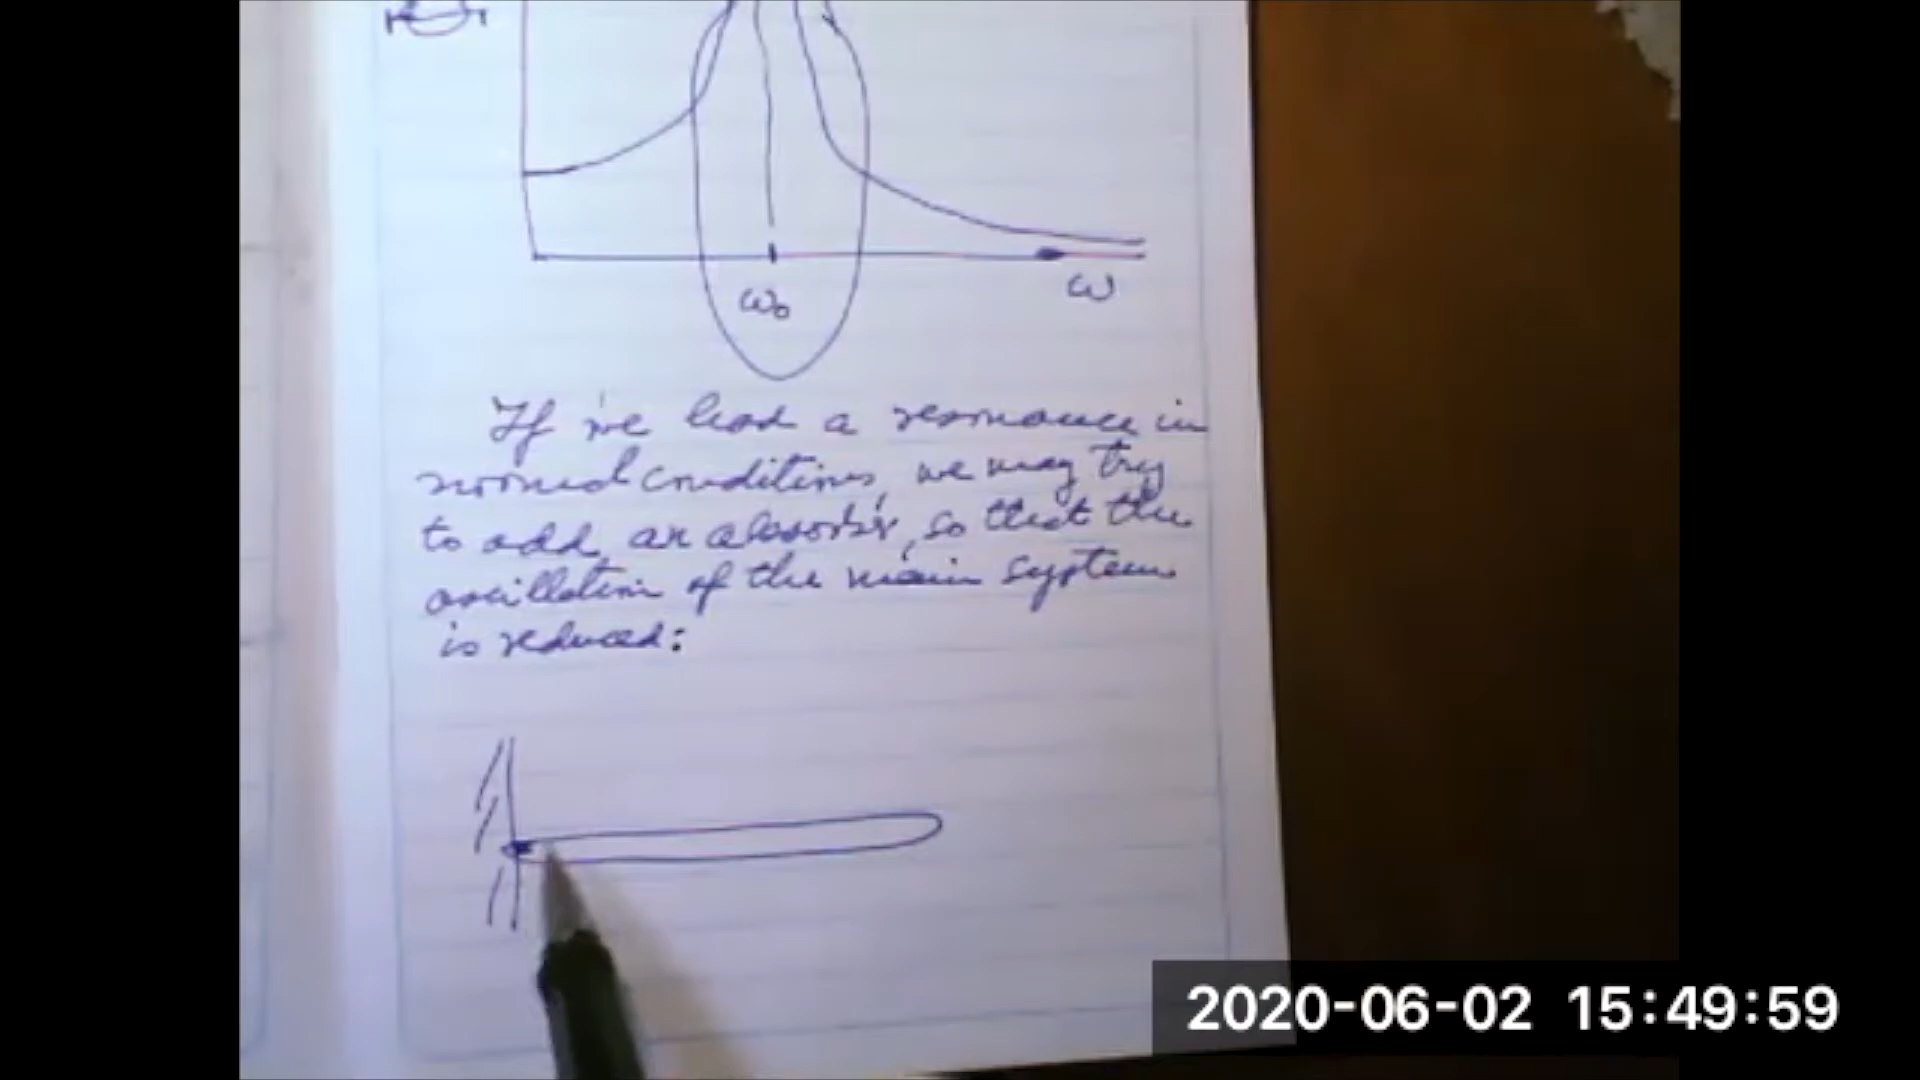 ω₀
ω
If we had a resonance in
normal conditions, we may try
to add an absorber, so that the
oscillation of the main system
is reduced:
2020-06-02 15:49:59